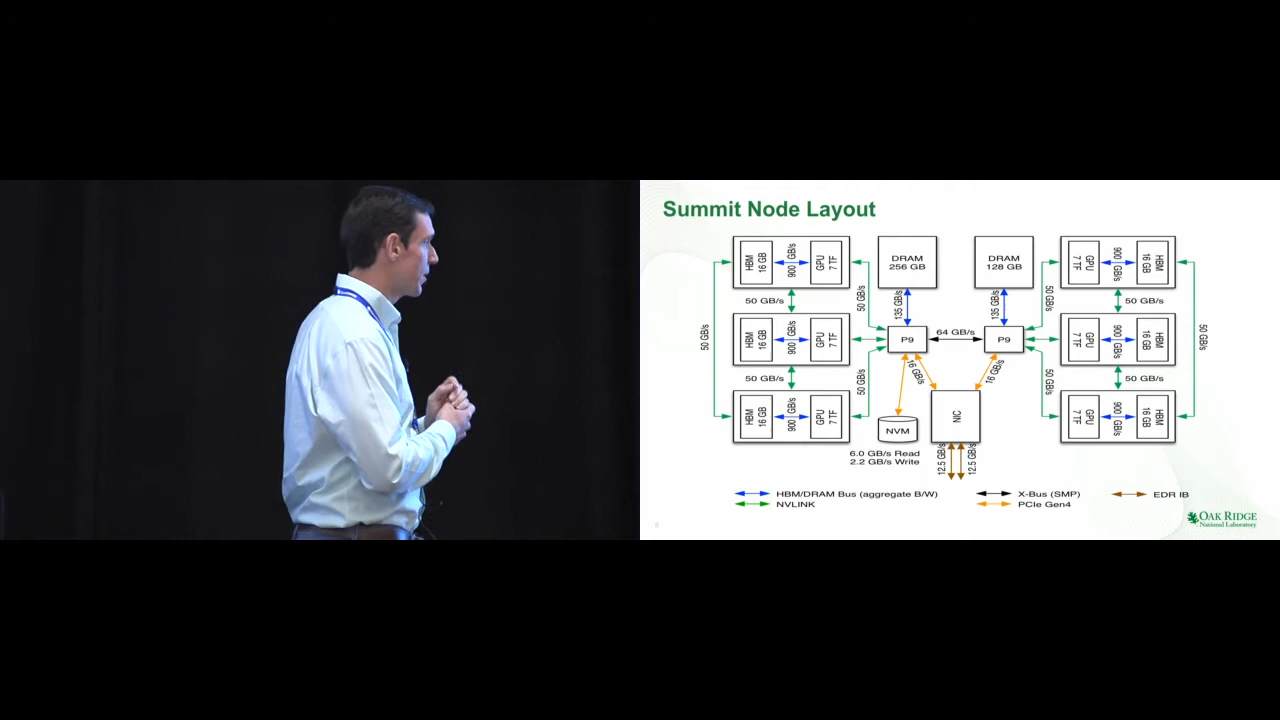 Summit Node Layout
HBM
16 GB
900 GB/s
GPU
7 TF
DRAM
256 GB
DRAM
128 GB
GPU
7 TF
900 GB/s
HBM
16 GB
50 GB/s
50 GB/s
135 GB/s
135 GB/s
50 GB/s
50 GB/s
50 GB/s
HBM
16 GB
900 GB/s
GPU
7 TF
P9
64 GB/s
P9
GPU
7 TF
900 GB/s
HBM
16 GB
50 GB/s
50 GB/s
50 GB/s
16 GB/s
16 GB/s
50 GB/s
50 GB/s
HBM
16 GB
900 GB/s
GPU
7 TF
NVM
NIC
GPU
7 TF
900 GB/s
HBM
16 GB
6.0 GB/s Read
2.2 GB/s Write
12.5 GB/s
12.5 GB/s
HBM/DRAM Bus (aggregate B/W)
NVLINK
X-Bus (SMP)
PCIe Gen4
EDR IB
8
OAK RIDGE
National Laboratory